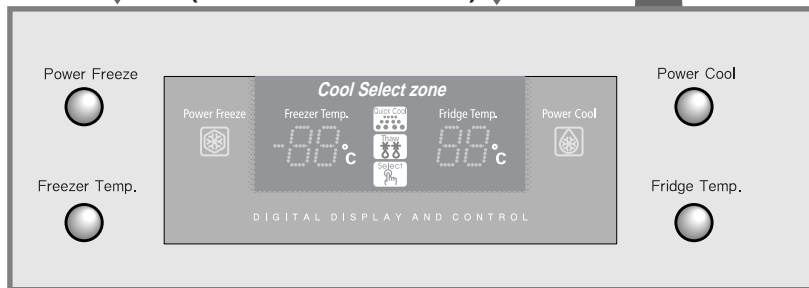 Power Freeze
Power Cool
Cool Select zone
Power Freeze
Freezer Temp.
Quick Cool
Fridge Temp.
Power Cool
-88°C
Thaw
88°C
Select
Freezer Temp.
Fridge Temp.
DIGITAL DISPLAY AND CONTROL